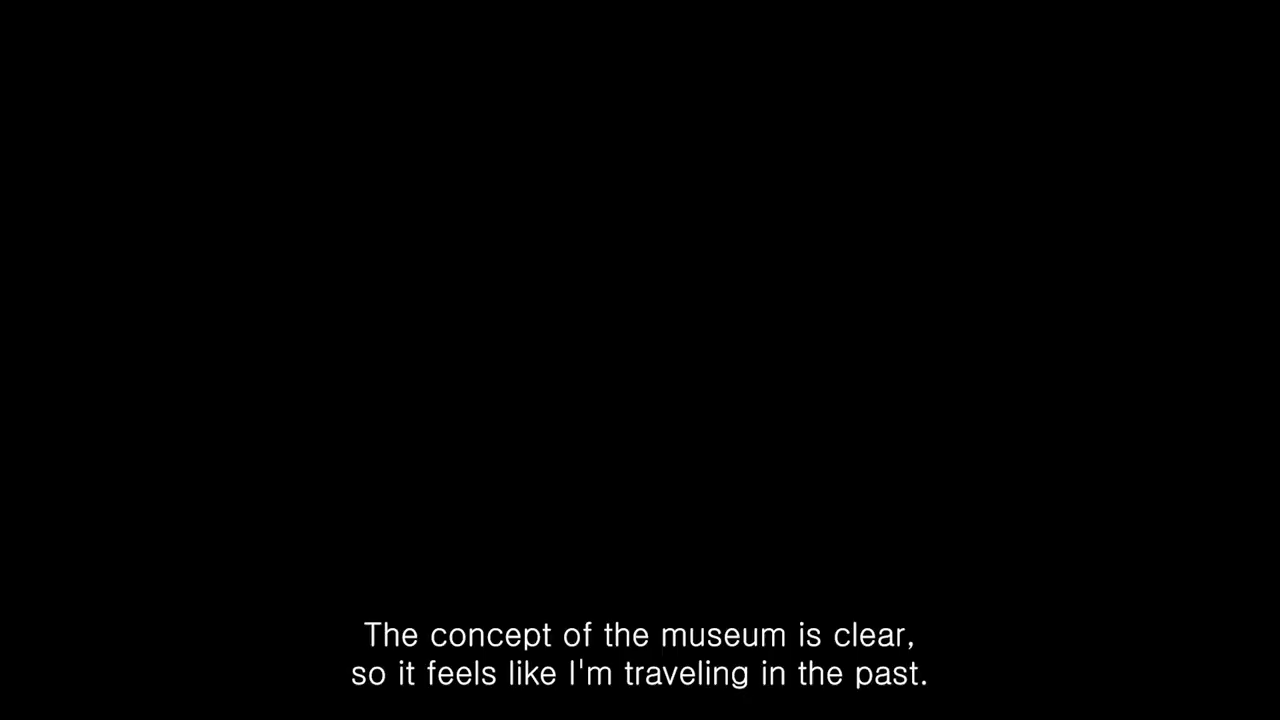 The concept of the museum is clear,
so it feels like I'm traveling in the past.